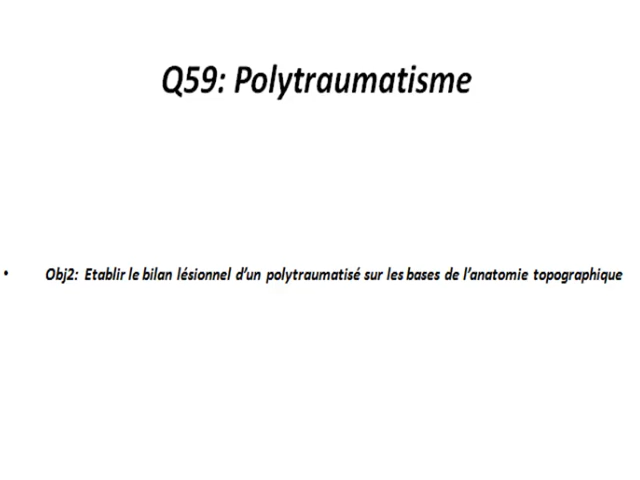 Q59: Polytraumatisme
• Obj2: Etablir le bilan lésionnel d'un polytraumatisé sur les bases de l'anatomie topographique